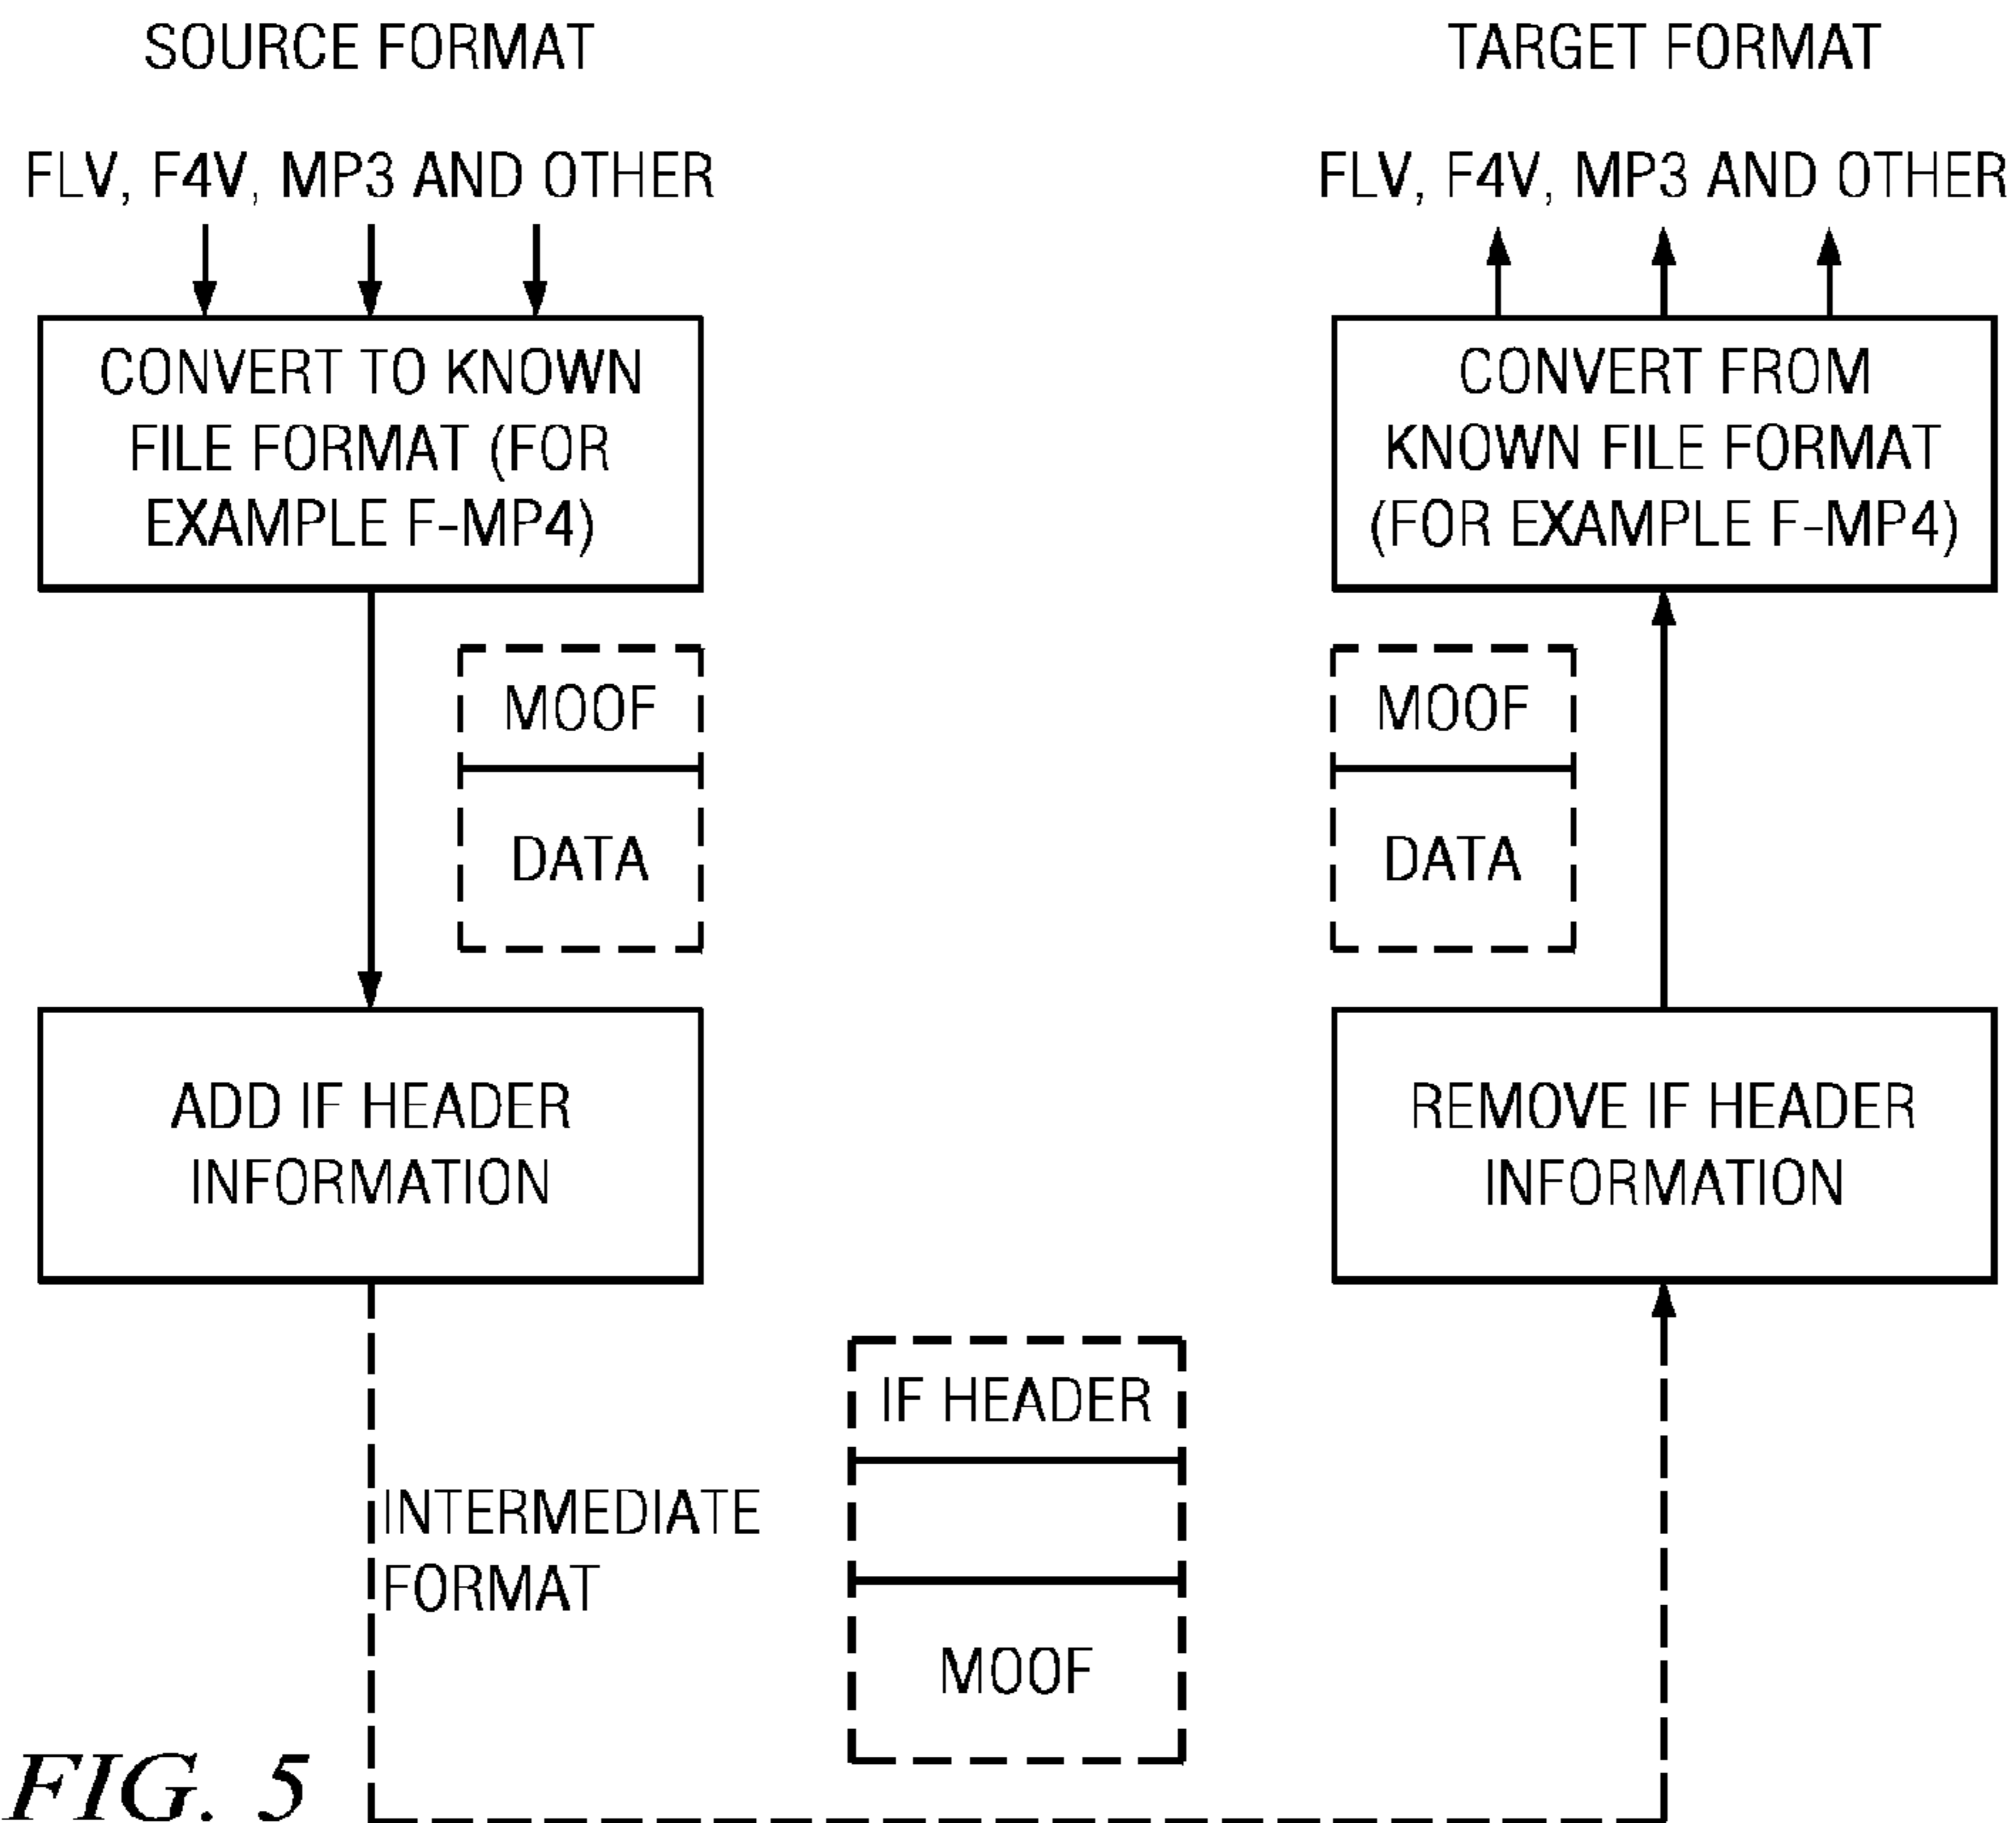 SOURCE FORMAT
FLV, F4V, MP3 AND OTHER
CONVERT TO KNOWN
FILE FORMAT (FOR
EXAMPLE F-MP4)
MOOF
DATA
ADD IF HEADER
INFORMATION
INTERMEDIATE
FORMAT
IF HEADER
MOOF
TARGET FORMAT
FLV, F4V, MP3 AND OTHER
CONVERT FROM
KNOWN FILE FORMAT
(FOR EXAMPLE F-MP4)
MOOF
DATA
REMOVE IF HEADER
INFORMATION
FIG. 5